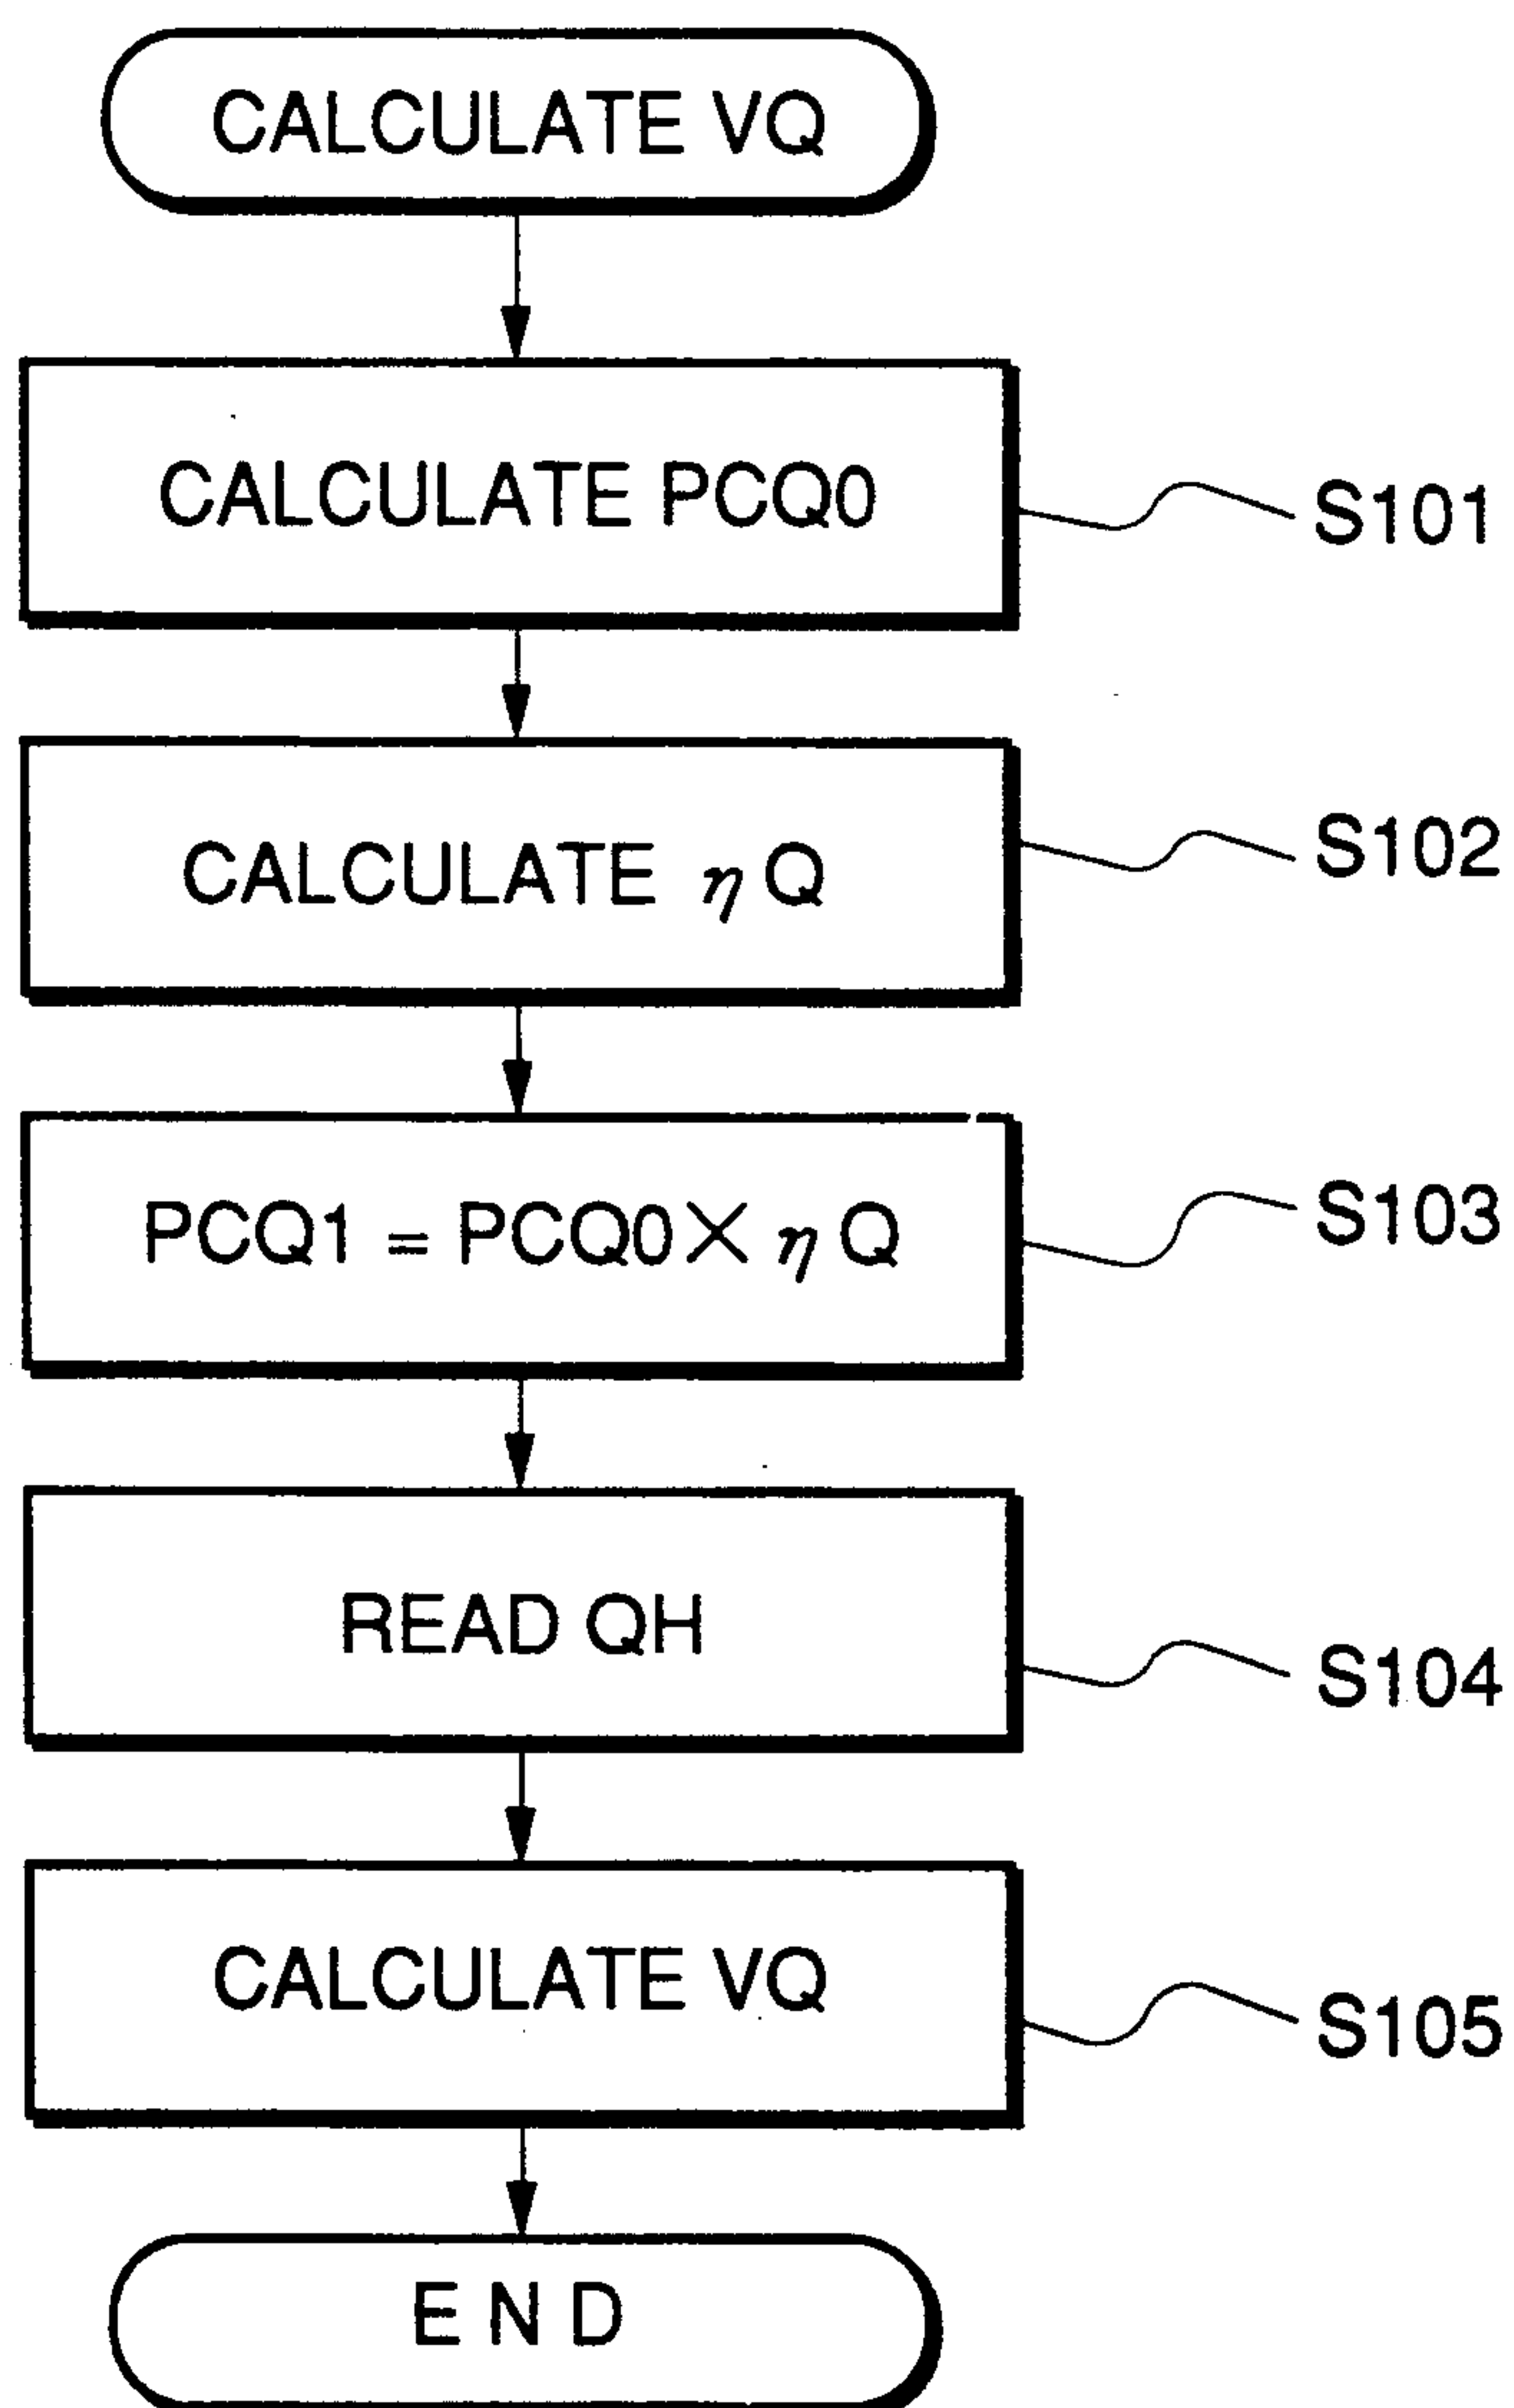 CALCULATE VQ
CALCULATE PCQ0
S101
CALCULATE ηQ
S102
PCQ1 = PCQ0 × ηQ
S103
READ QH
S104
CALCULATE VQ
S105
END